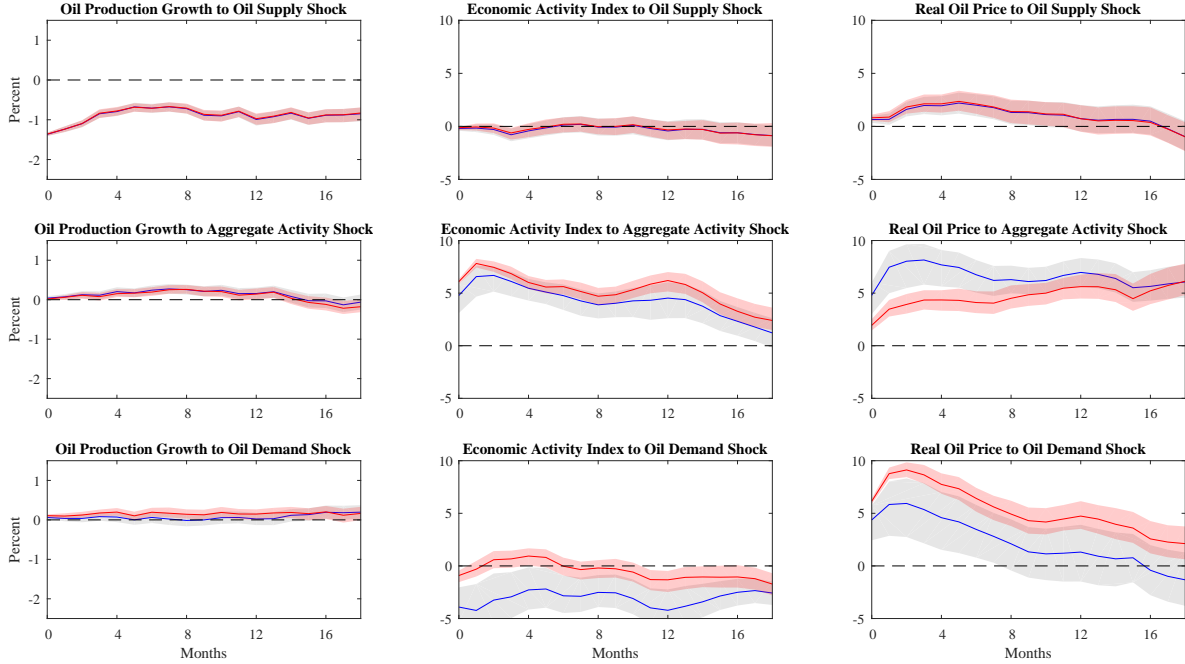 Oil Production Growth to Oil Supply Shock
Economic Activity Index to Oil Supply Shock
Real Oil Price to Oil Supply Shock
1
0
-1
-2
Percent
0 4 8 12 16
10
5
0
-5
0 4 8 12 16
10
5
0
-5
0 4 8 12 16
Oil Production Growth to Aggregate Activity Shock
Economic Activity Index to Aggregate Activity Shock
Real Oil Price to Aggregate Activity Shock
1
0
-1
-2
Percent
0 4 8 12 16
10
5
0
-5
0 4 8 12 16
10
5
0
-5
0 4 8 12 16
Oil Production Growth to Oil Demand Shock
Economic Activity Index to Oil Demand Shock
Real Oil Price to Oil Demand Shock
1
0
-1
-2
Percent
0 4 8 12 16
Months
10
5
0
-5
0 4 8 12 16
Months
10
5
0
-5
0 4 8 12 16
Months